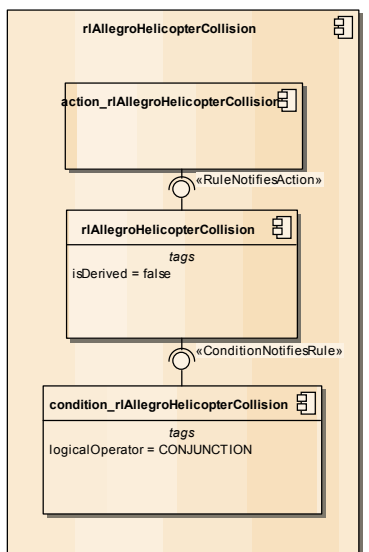 rlAllegroHelicopterCollision
action_rlAllegroHelicopterCollision
«RuleNotifiesAction»
rlAllegroHelicopterCollision
tags
isDerived = false
«ConditionNotifiesRule»
condition_rlAllegroHelicopterCollision
tags
logicalOperator = CONJUNCTION